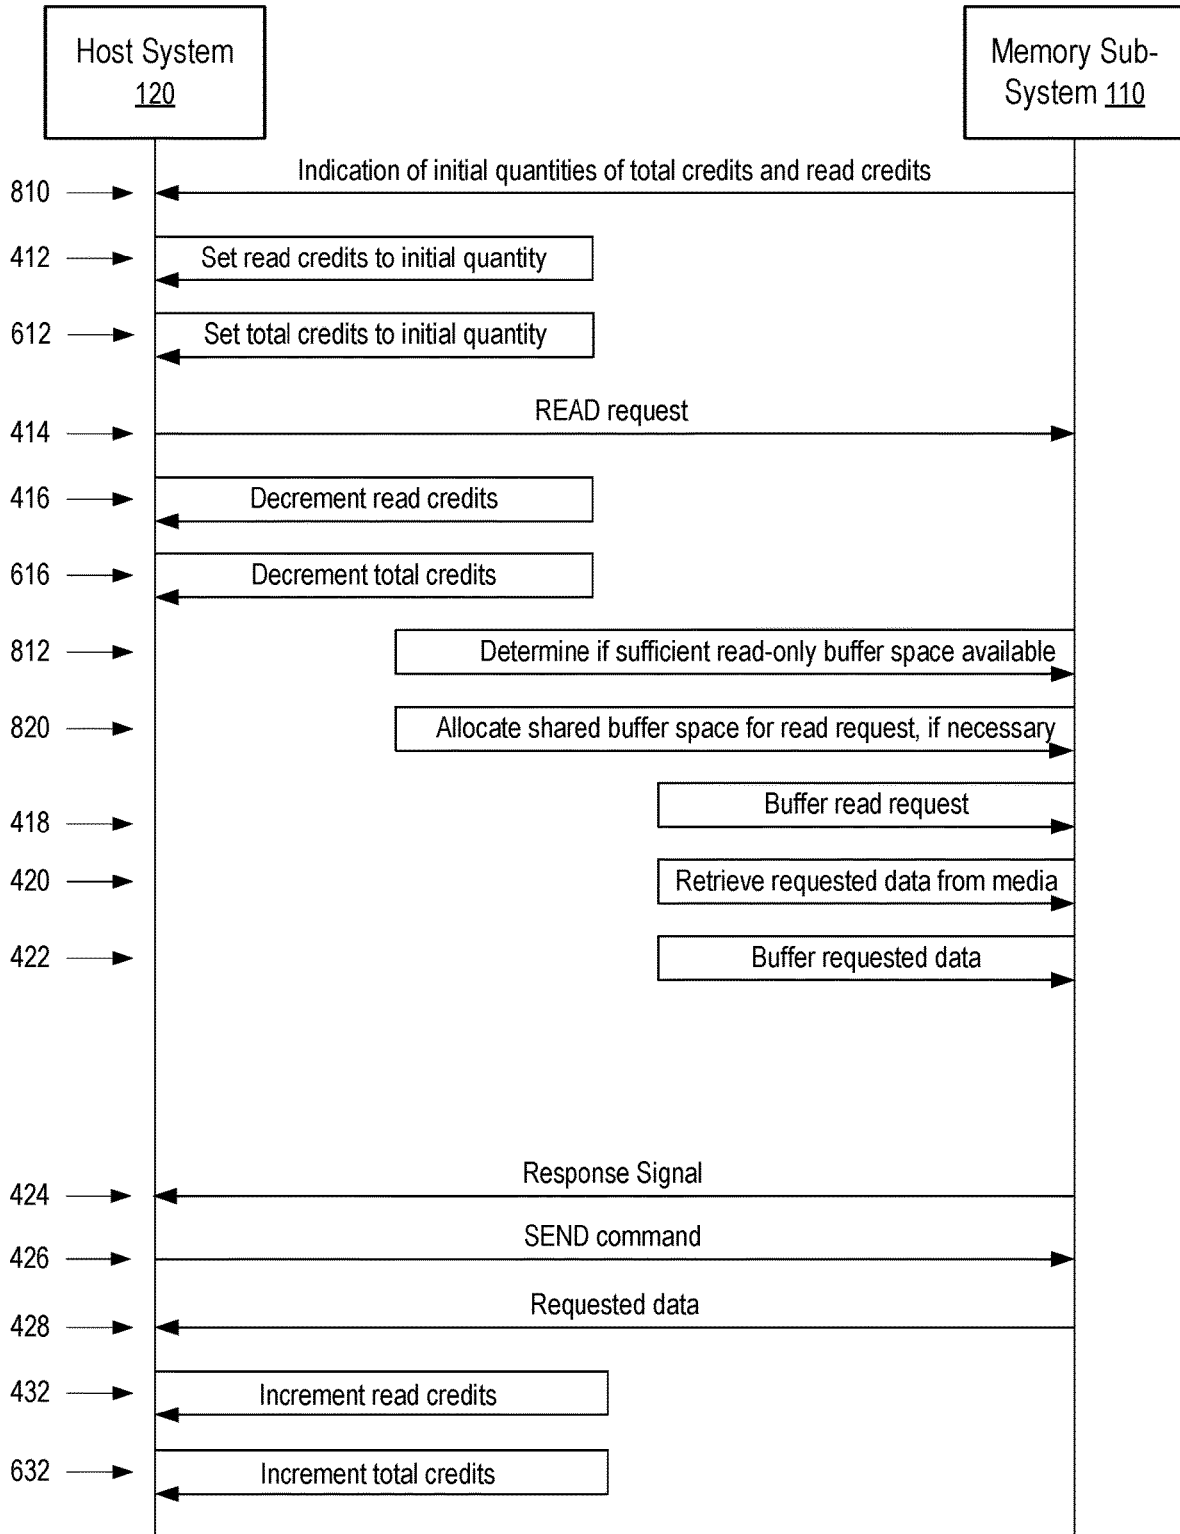 Host System
120
Memory Sub-
System 110
Indication of initial quantities of total credits and read credits
810
412
Set read credits to initial quantity
612
Set total credits to initial quantity
READ request
414
416
Decrement read credits
616
Decrement total credits
812
Determine if sufficient read-only buffer space available
820
Allocate shared buffer space for read request, if necessary
Buffer read request
418
420
Retrieve requested data from media
422
Buffer requested data
Response Signal
424
SEND command
426
Requested data
428
432
Increment read credits
632
Increment total credits